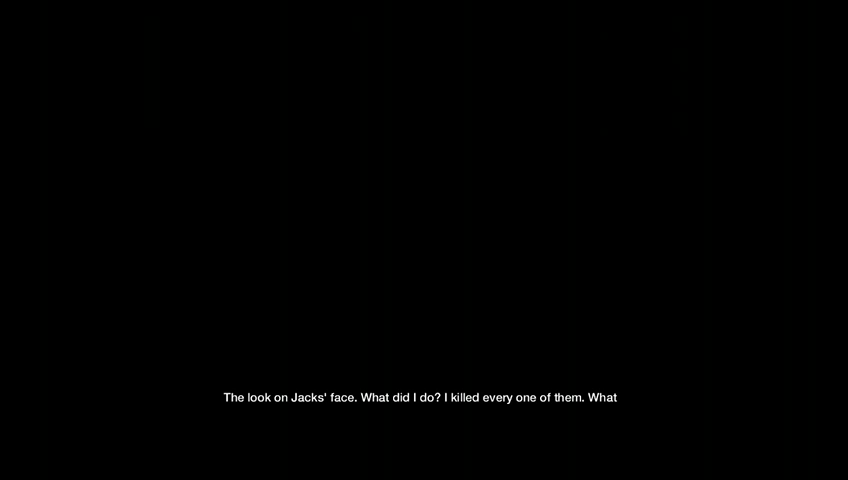 The look on Jacks' face. What did I do? I killed every one of them. What